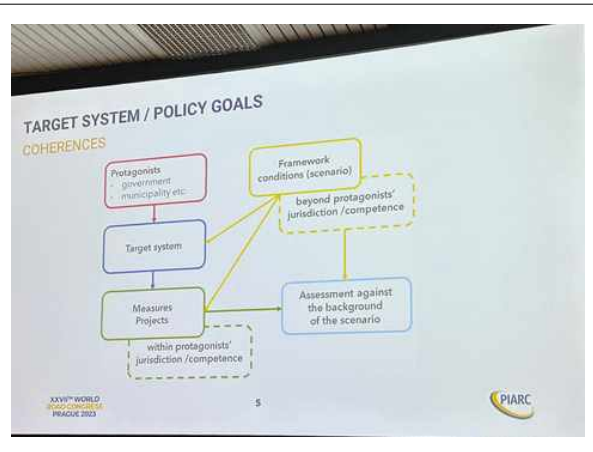 TARGET SYSTEM / POLICY GOALS
COHERENCES
Protagonists
- government
- municipality etc.
Framework
conditions (scenario)
beyond protagonists'
jurisdiction /competence
Target system
Measures
Projects
Assessment against
the background
of the scenario
within protagonists'
jurisdiction /competence
XXVIITH WORLD
ROAD CONGRESS
PRAGUE 2023
5
PIARC